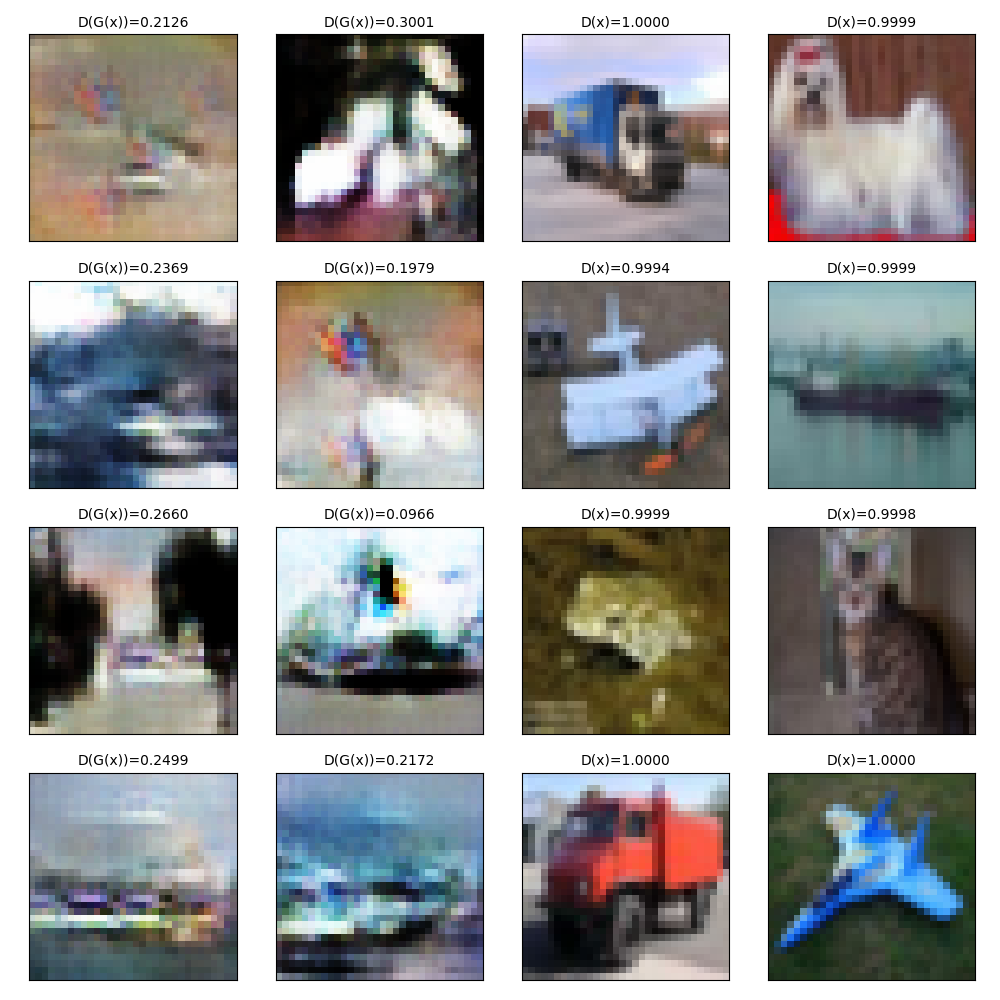 D(G(x))=0.2126 D(G(x))=0.3001 D(x)=1.0000 D(x)=0.9999
D(G(x))=0.2369 D(G(x))=0.1979 D(x)=0.9994 D(x)=0.9999
D(G(x))=0.2660 D(G(x))=0.0966 D(x)=0.9999 D(x)=0.9998
D(G(x))=0.2499 D(G(x))=0.2172 D(x)=1.0000 D(x)=1.0000